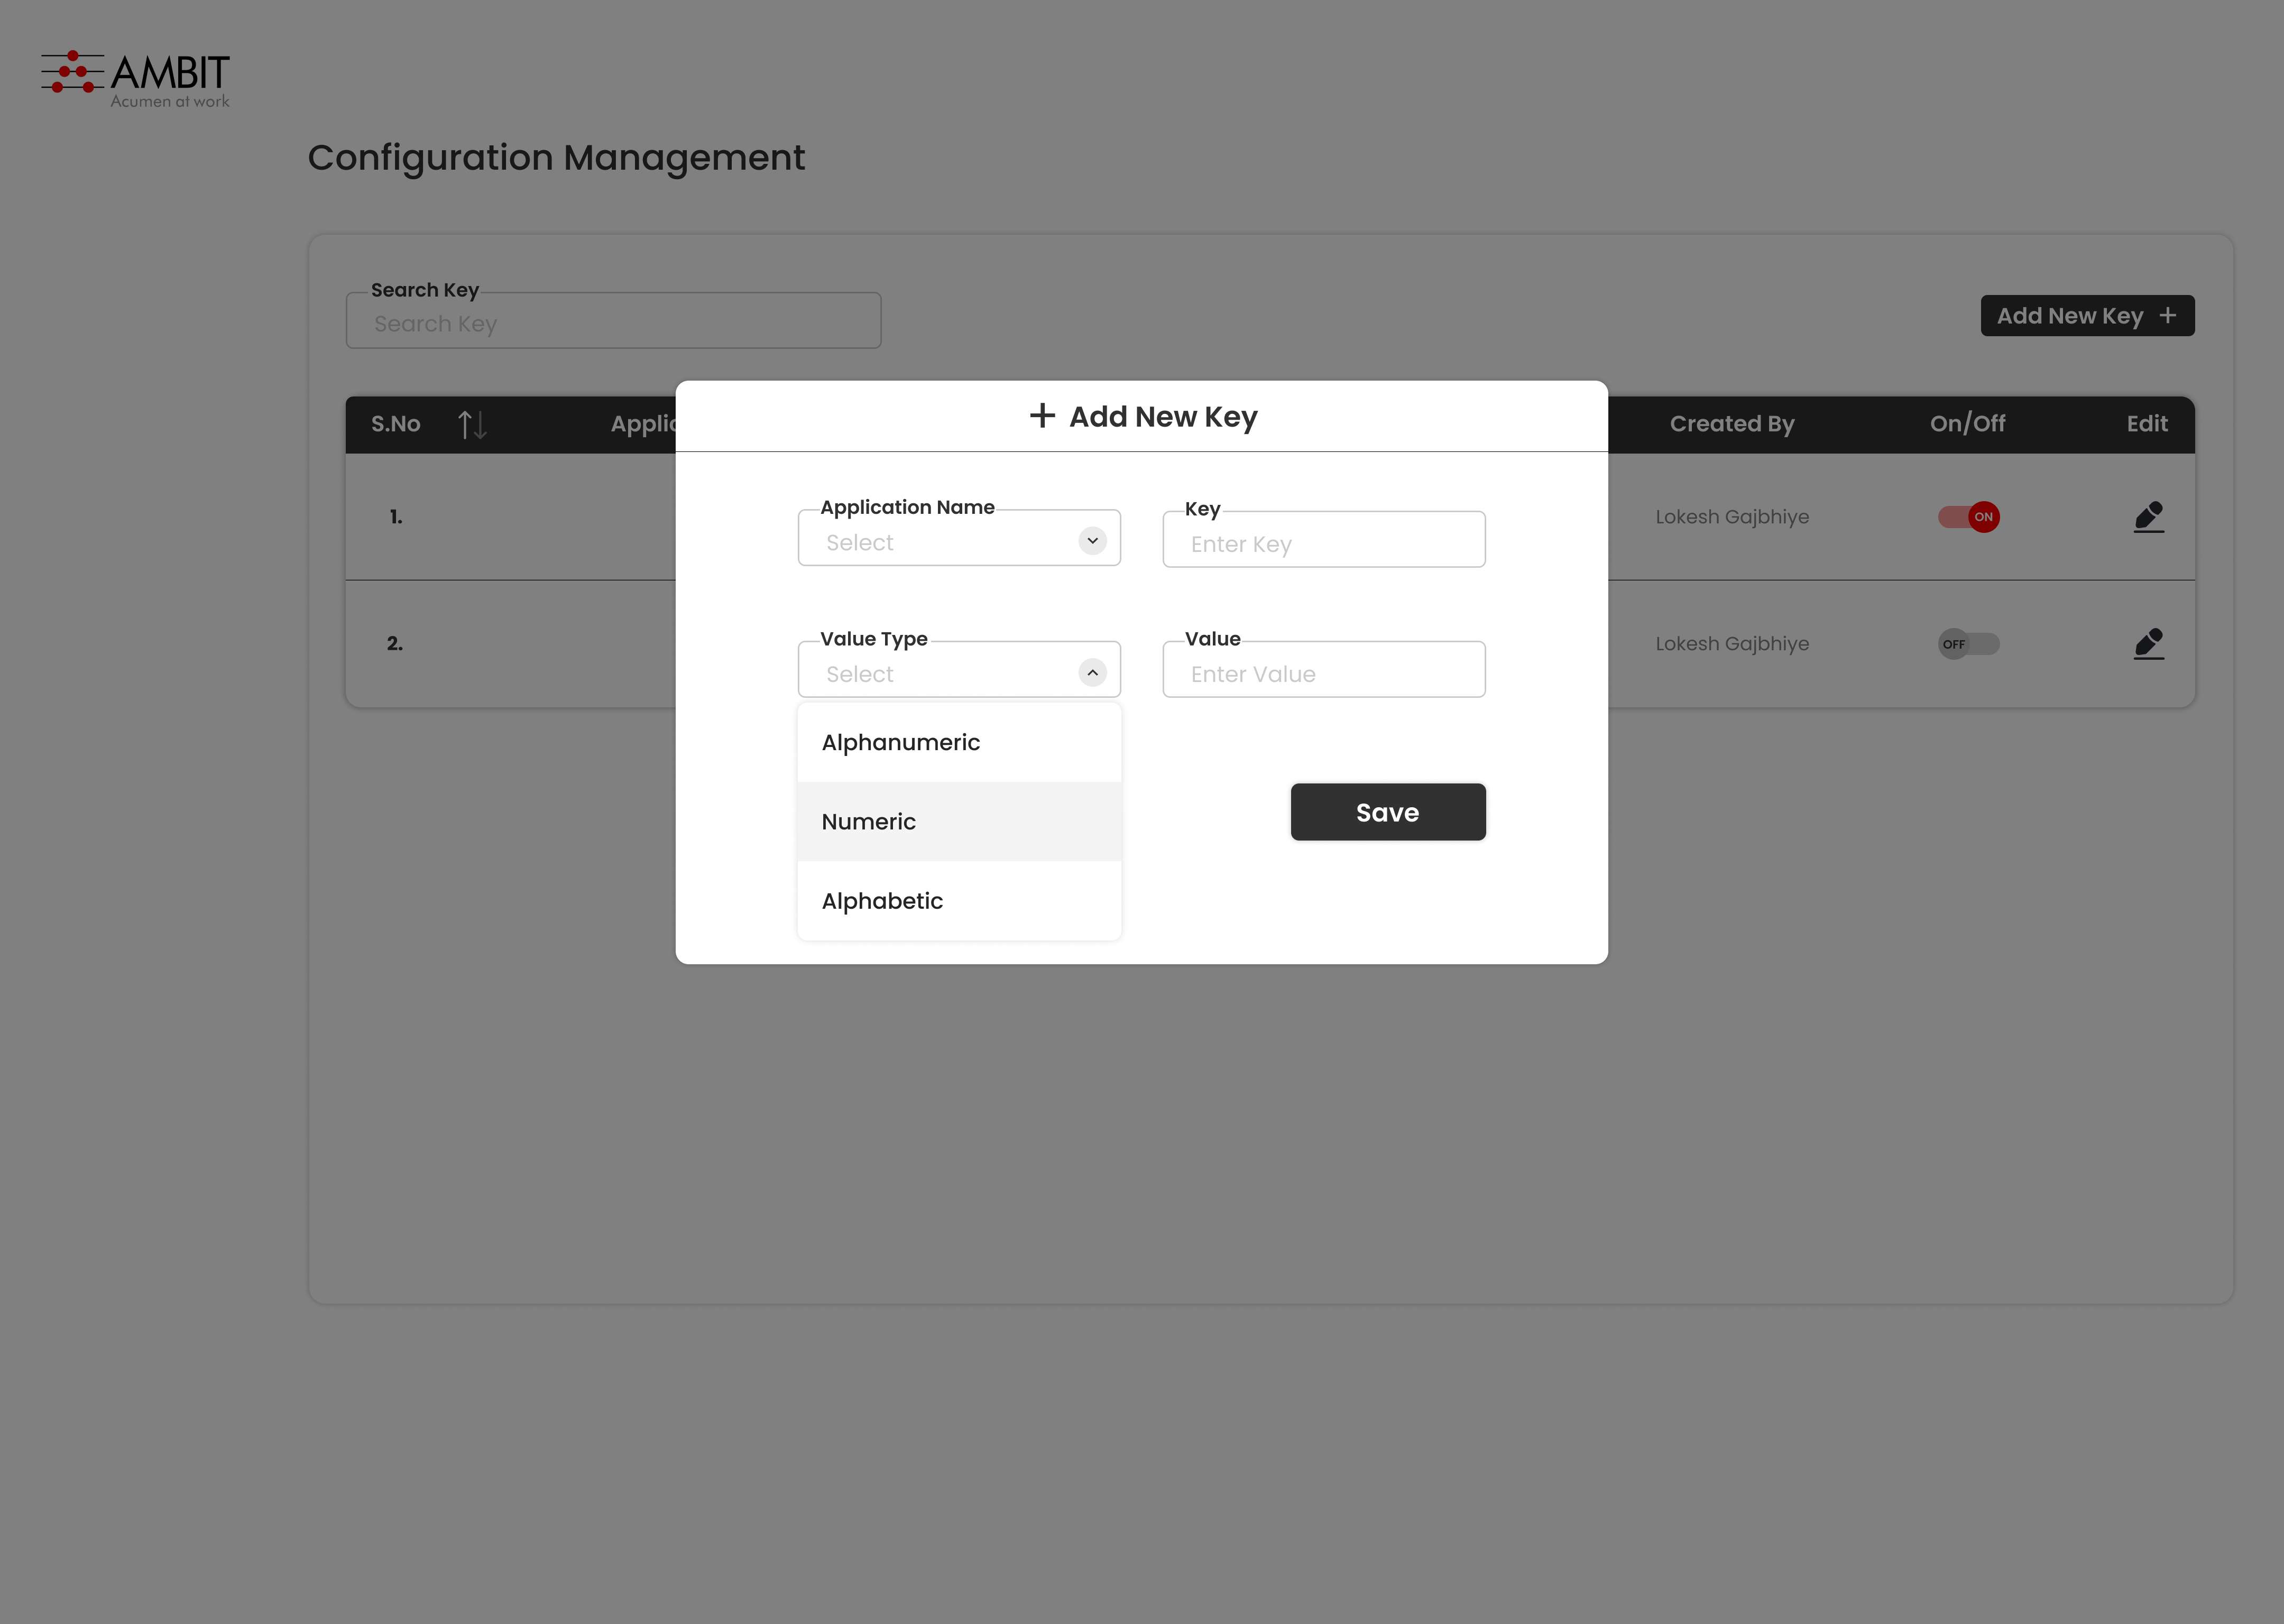 AMBIT
Acumen at work
Configuration Management
Search Key
Search Key
Add New Key
S.No
Applic
Created By
On/Off
Edit
1.
Lokesh Gajbhiye
ON
2.
Lokesh Gajbhiye
OFF
Add New Key
Application Name
Select
Key
Enter Key
Value Type
Select
Value
Enter Value
Alphanumeric
Numeric
Alphabetic
Save